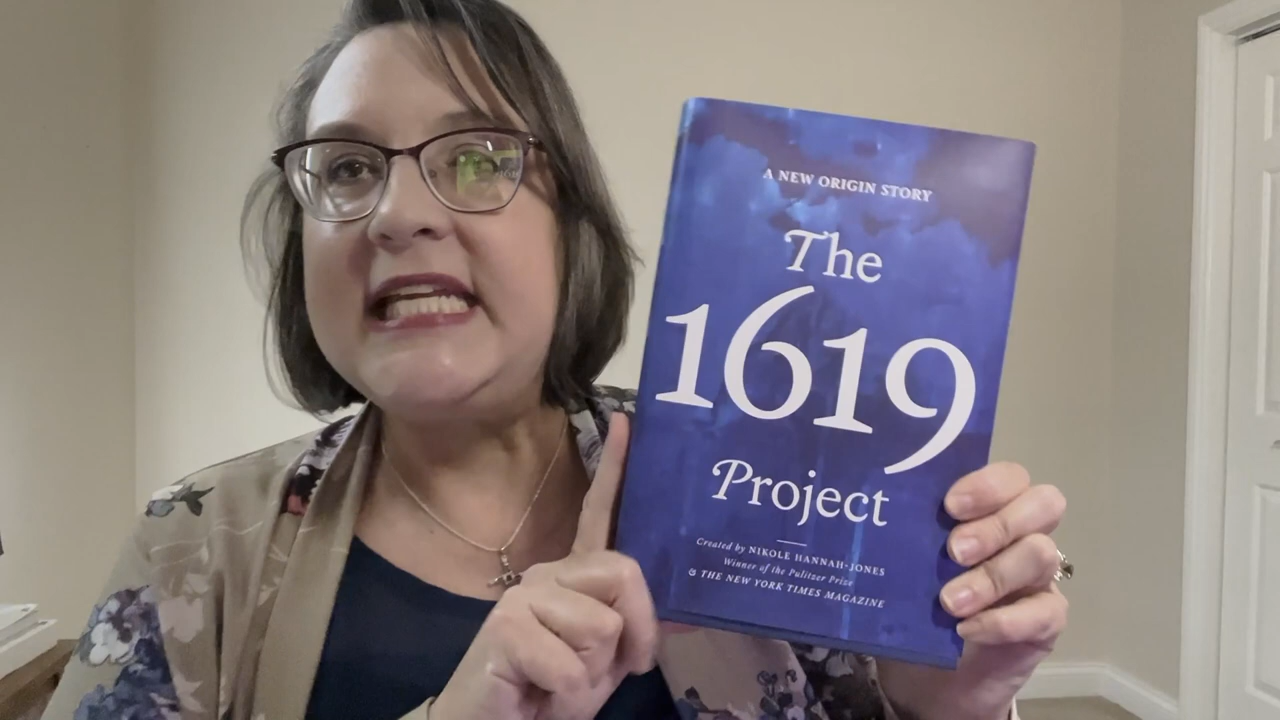 A NEW ORIGIN STORY
The
1619
Project
Created by NIKOLE HANNAH-JONES
Winner of the Pulitzer Prize
& THE NEW YORK TIMES MAGAZINE